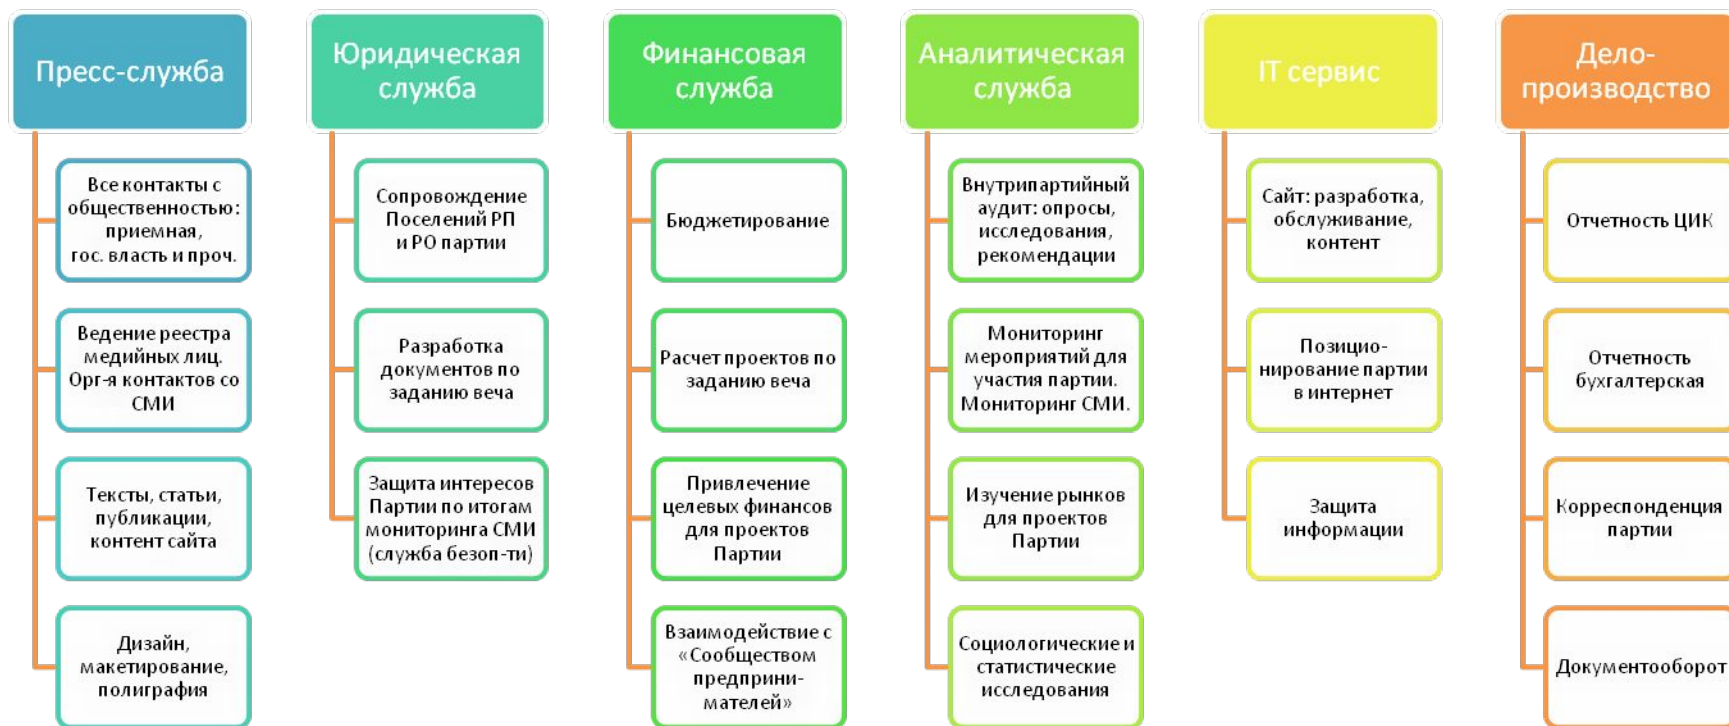 Пресс-служба
Все контакты с
общественностью:
приемная,
гос. власть и проч.
Ведение реестра
медийных лиц.
Орг-я контактов со
СМИ
Тексты, статьи,
публикации,
контент сайта
Дизайн,
макетирование,
полиграфия
Юридическая
служба
Сопровождение
Поселений РП
и РО партии
Разработка
документов по
заданию веча
Защита интересов
Партии по итогам
мониторинга СМИ
(служба безоп-ти)
Финансовая
служба
Бюджетирование
Расчет проектов по
заданию веча
Привлечение
целевых финансов
для проектов
Партии
Взаимодействие с
«Сообществом
предприни-
мателей»
Аналитическая
служба
Внутрипартийный
аудит: опросы,
исследования,
рекомендации
Мониторинг
мероприятий для
участия партии.
Мониторинг СМИ.
Изучение рынков
для проектов
Партии
Социологические и
статистические
исследования
IT сервис
Сайт: разработка,
обслуживание,
контент
Позицио-
нирование партии
в интернет
Защита
информации
Дело-
производство
Отчетность ЦИК
Отчетность
бухгалтерская
Корреспонденция
партии
Документооборот